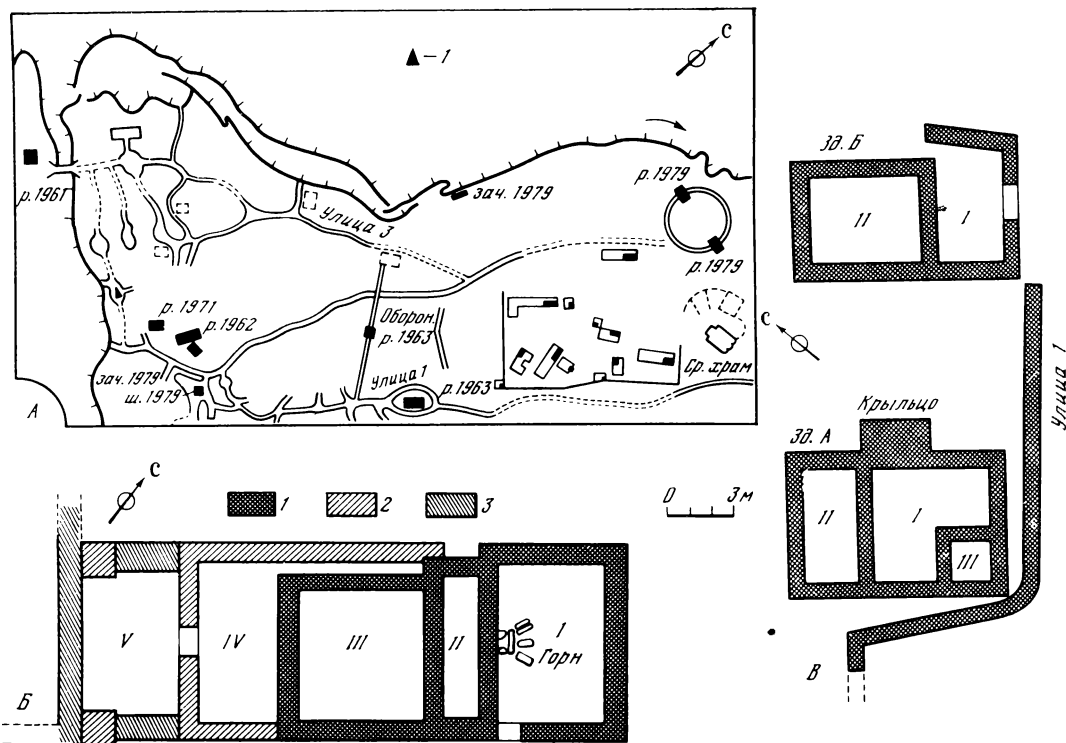 ▲–1
С
р. 1961
Улица 3
зач. 1979
р. 1979
р. 1979
р. 1971
р. 1962
Оборон.
р. 1963
зач. 1979
ш. 1979
Улица 1
р. 1963
Ср. храм
А
Зд. Б
II
I
С
Улица 1
Крыльцо
Зд. А
II
I
III
В
С
1
2
3
0 3 м
V
IV
III
II
I
Горн
Б